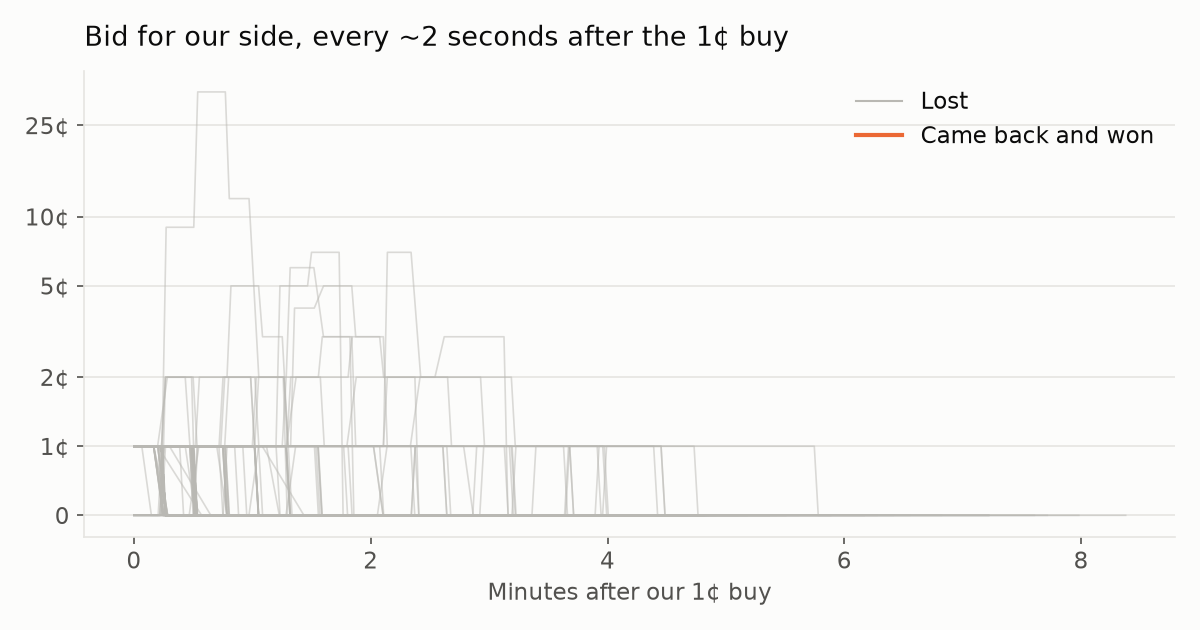 Bid for our side, every ~2 seconds after the 1¢ buy
Lost
Came back and won
25¢
10¢
5¢
2¢
1¢
0
0 2 4 6 8
Minutes after our 1¢ buy